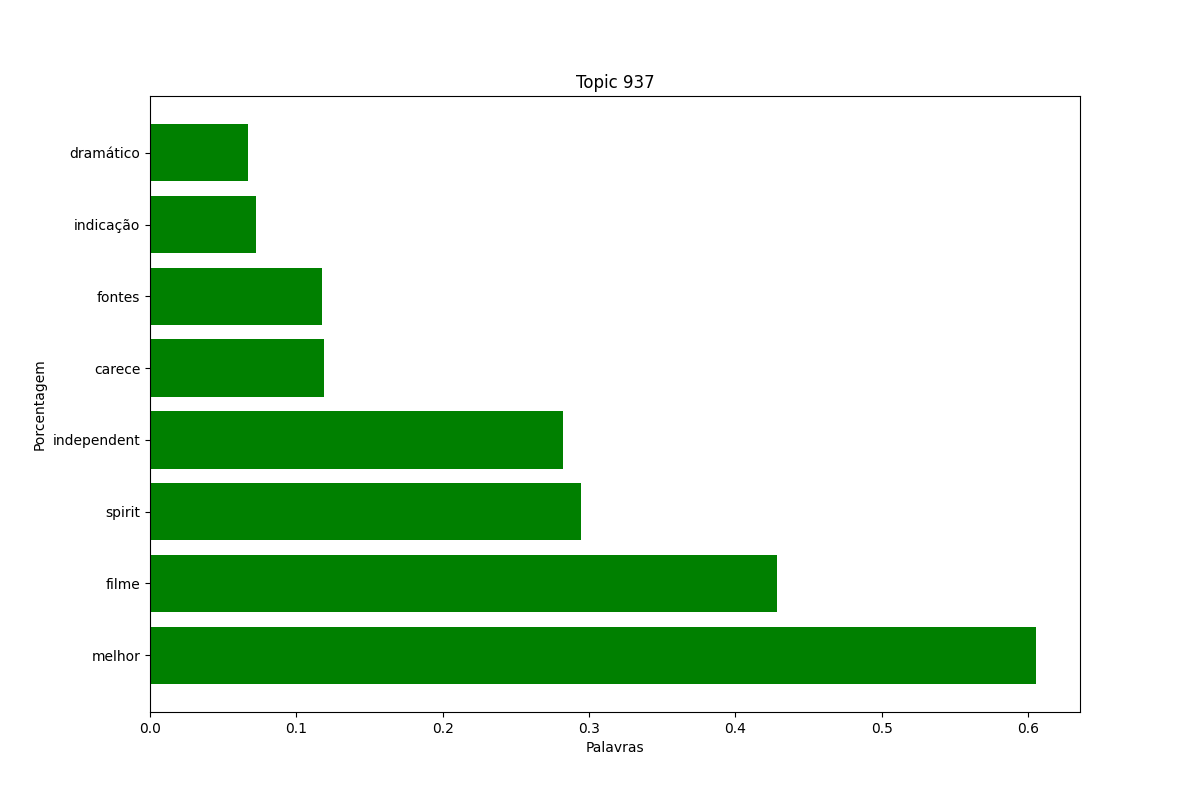 Topic 937
dramático
indicação
fontes
carece
independent
spirit
filme
melhor
Porcentagem
0.0 0.1 0.2 0.3 0.4 0.5 0.6
Palavras